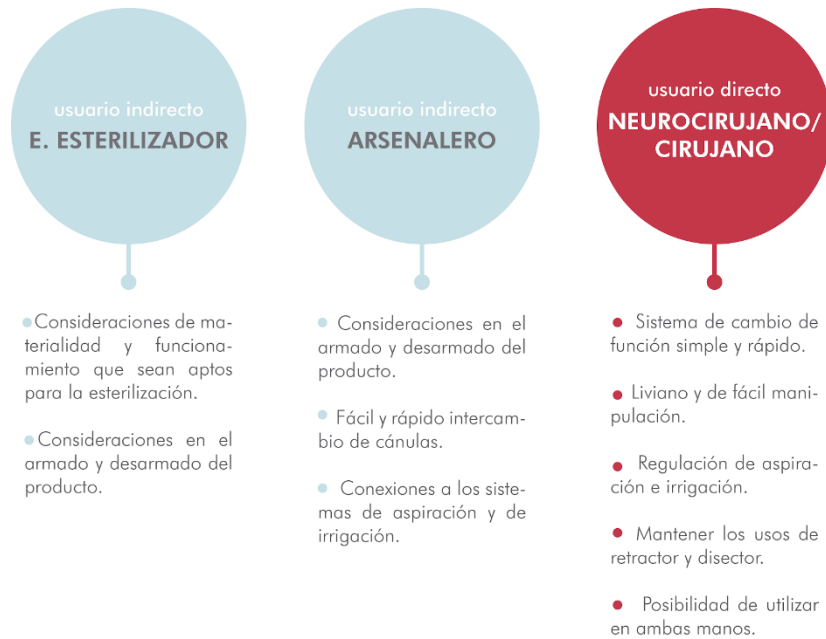 usuario indirecto
E. ESTERILIZADOR
Consideraciones de ma-
terialidad y funciona-
miento que sean aptos
para la esterilización.
Consideraciones en el
armado y desarmado del
producto.
usuario indirecto
ARSENALERO
Consideraciones en el
armado y desarmado del
producto.
Fácil y rápido intercam-
bio de cánulas.
Conexiones a los siste-
mas de aspiración y de
irrigación.
usuario directo
NEUROCIRUJANO/
CIRUJANO
Sistema de cambio de
función simple y rápido.
Liviano y de fácil mani-
pulación.
Regulación de aspira-
ción e irrigación.
Mantener los usos de
retractor y disector.
Posibilidad de utilizar
en ambas manos.